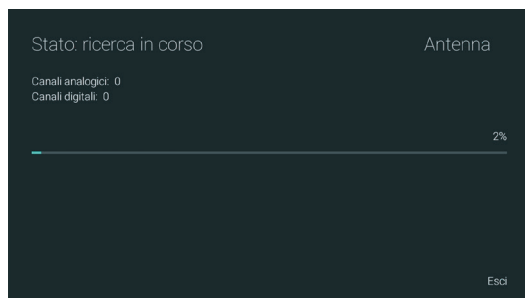 Stato: ricerca in corso
Antenna
Canali analogici: 0
Canali digitali: 0
2%
Esci